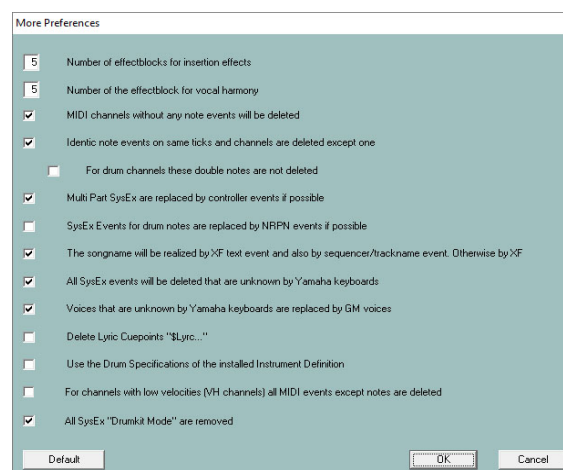 More Preferences
5 Number of effectblocks for insertion effects
5 Number of the effectblock for vocal harmony
MIDI channels without any note events will be deleted
Identic note events on same ticks and channels are deleted except one
For drum channels these double notes are not deleted
Multi Part SysEx are replaced by controller events if possible
SysEx Events for drum notes are replaced by NRPN events if possible
The songname will be realized by XF text event and also by sequencer/trackname event. Otherwise by XF
All SysEx events will be deleted that are unknown by Yamaha keyboards
Voices that are unknown by Yamaha keyboards are replaced by GM voices
Delete Lyric Cuepoints "$Lyrc..."
Use the Drum Specifications of the installed Instrument Definition
For channels with low velocities (VH channels) all MIDI events except notes are deleted
All SysEx "Drumkit Mode" are removed
Default OK Cancel